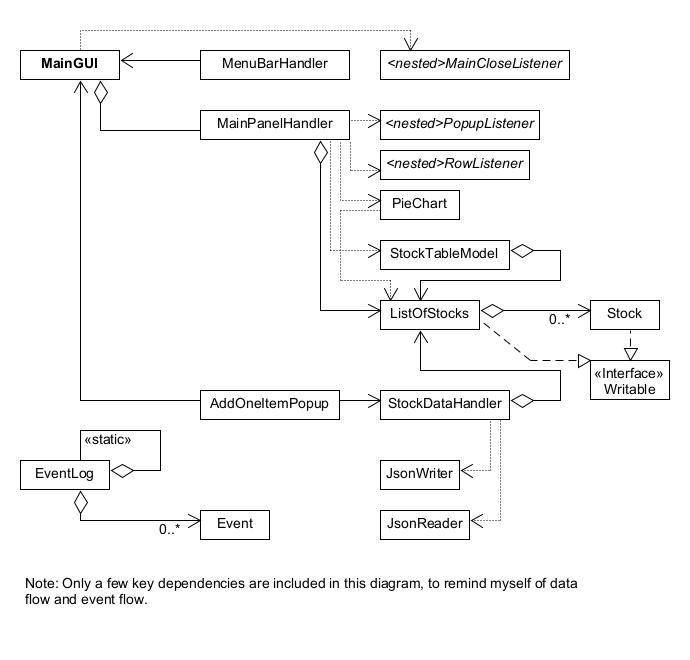 MainGUI
MenuBarHandler
<nested>MainCloseListener
MainPanelHandler
<nested>PopupListener
<nested>RowListener
PieChart
StockTableModel
ListOfStocks
0..*
Stock
«Interface»
Writable
AddOneItemPopup
StockDataHandler
«static»
EventLog
JsonWriter
0..*
Event
JsonReader
Note: Only a few key dependencies are included in this diagram, to remind myself of data
flow and event flow.